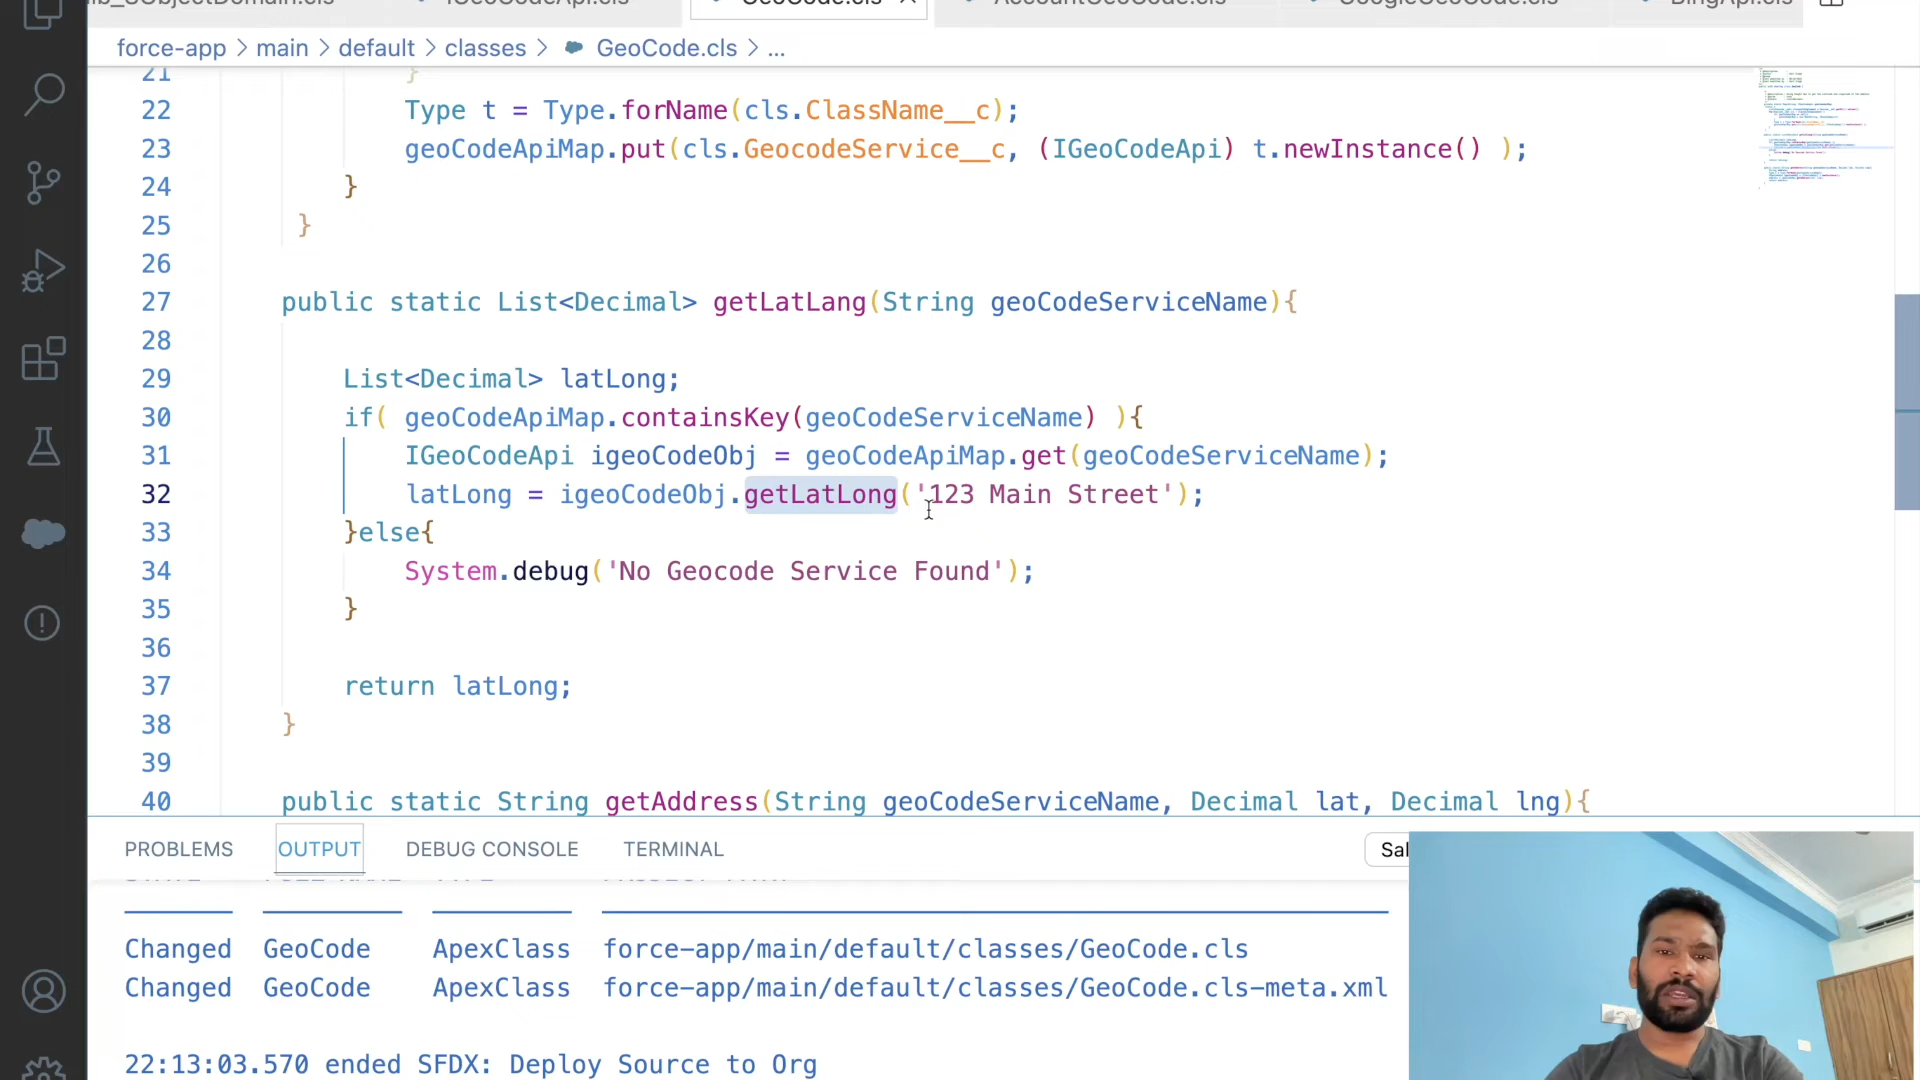 GeoCode.cls
force-app > main > default > classes > GeoCode.cls > ...
21 }
22 Type t = Type.forName(cls.ClassName__c);
23 geoCodeApiMap.put(cls.GeocodeService__c, (IGeoCodeApi) t.newInstance() );
24 }
25 }
26
27 public static List<Decimal> getLatLang(String geoCodeServiceName){
28
29 List<Decimal> latLong;
30 if( geoCodeApiMap.containsKey(geoCodeServiceName) ){
31 IGeoCodeApi igeoCodeObj = geoCodeApiMap.get(geoCodeServiceName);
32 latLong = igeoCodeObj.getLatLong('123 Main Street');
33 }else{
34 System.debug('No Geocode Service Found');
35 }
36
37 return latLong;
38 }
39
40 public static String getAddress(String geoCodeServiceName, Decimal lat, Decimal lng){
PROBLEMS OUTPUT DEBUG CONSOLE TERMINAL Sal
Changed GeoCode ApexClass force-app/main/default/classes/GeoCode.cls
Changed GeoCode ApexClass force-app/main/default/classes/GeoCode.cls-meta.xml
22:13:03.570 ended SFDX: Deploy Source to Org